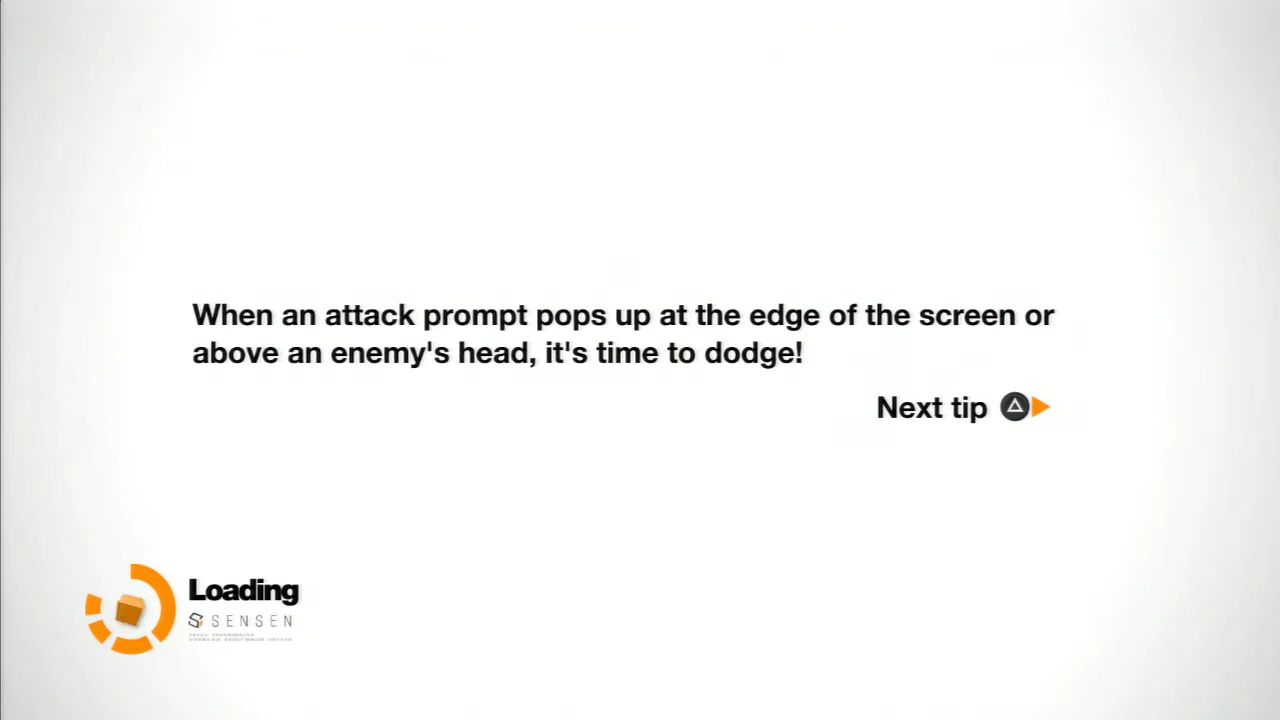 When an attack prompt pops up at the edge of the screen or
above an enemy's head, it's time to dodge!
Next tip
Loading
SENSEN